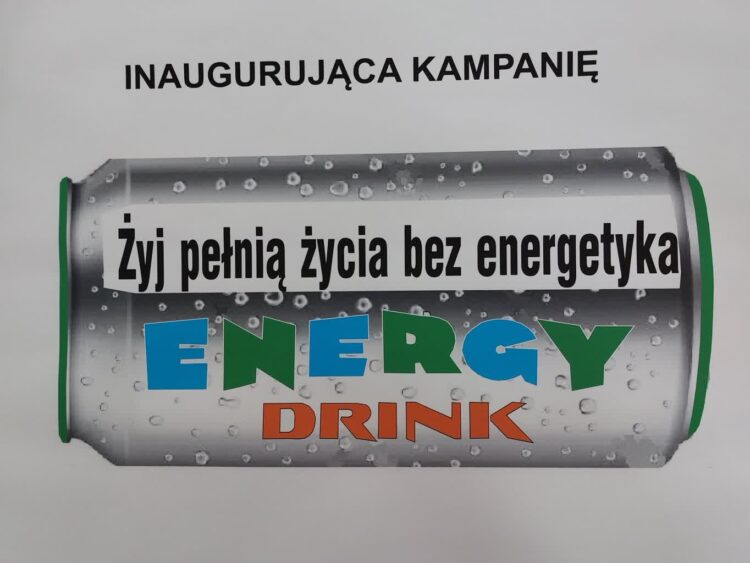 INAUGURUJĄCA KAMPANIĘ
Żyj pełnią życia bez energetyka
ENERGY
DRINK